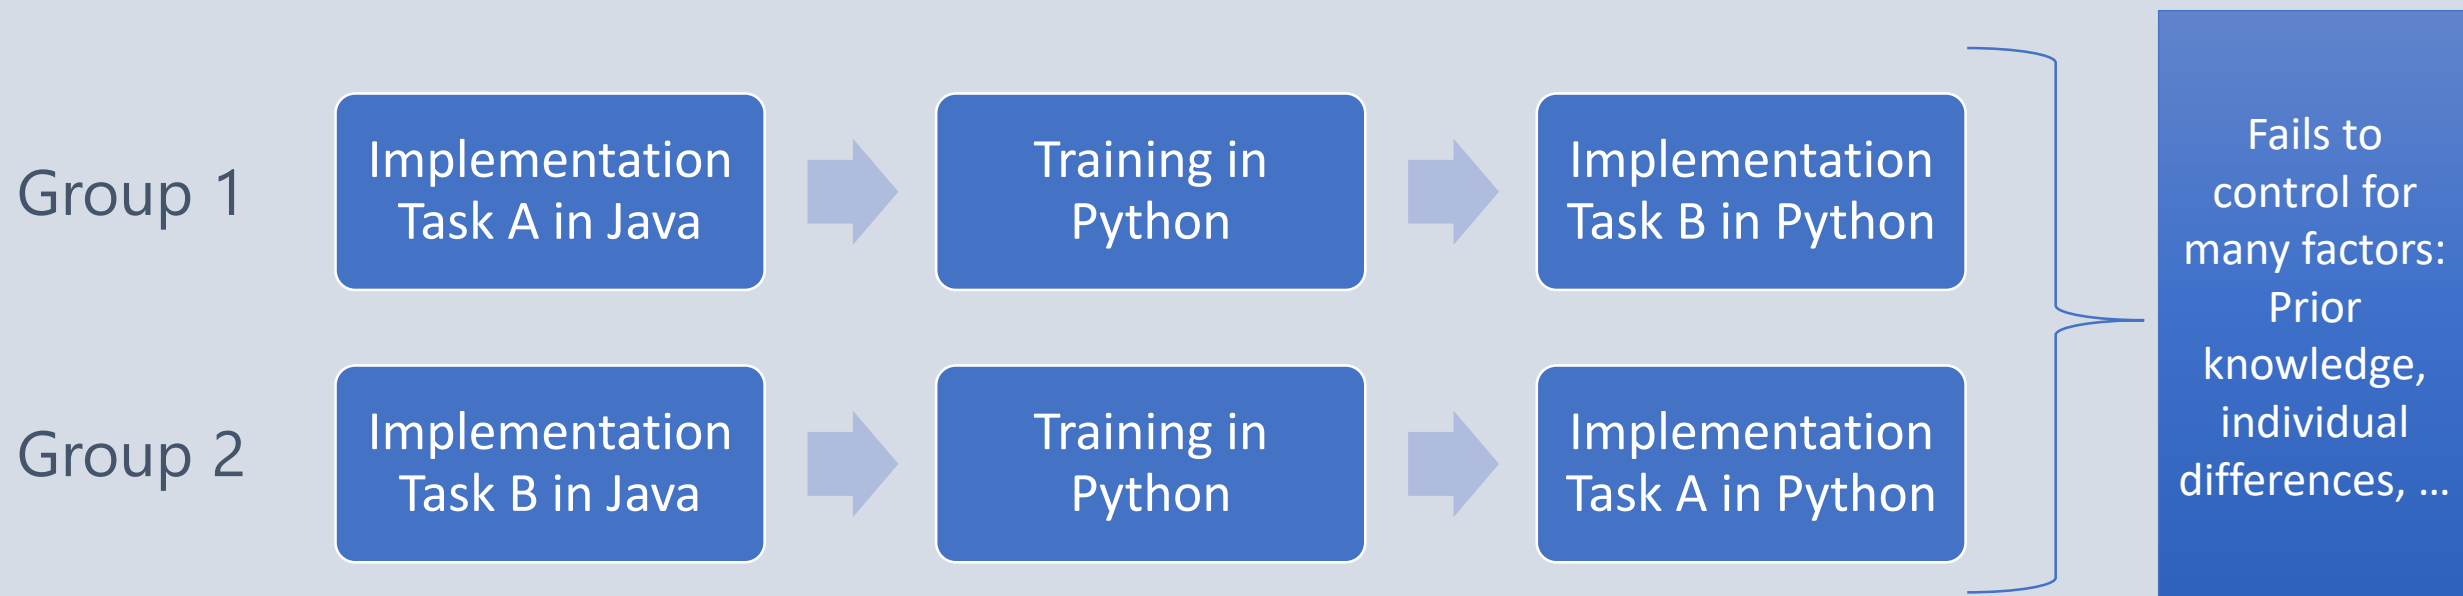 Group 1
Implementation
Task A in Java
Training in
Python
Implementation
Task B in Python
Group 2
Implementation
Task B in Java
Training in
Python
Implementation
Task A in Python
Fails to
control for
many factors:
Prior
knowledge,
individual
differences, ...